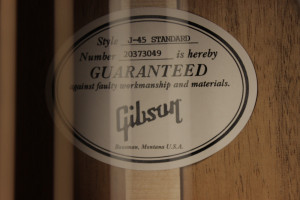 Style J-45 STANDARD
Number 20373049 is hereby
GUARANTEED
against faulty workmanship and materials.
Gibson
Bozeman, Montana U.S.A.